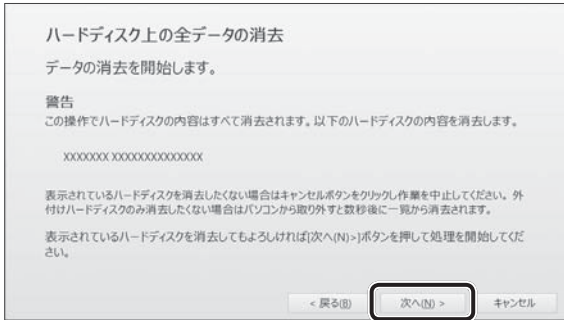 ハードディスク上の全データの消去
データの消去を開始します。
警告
この操作でハードディスクの内容はすべて消去されます。以下のハードディスクの内容を消去します。
XXXXXXX XXXXXXXXXXXXXX
表示されているハードディスクを消去したくない場合はキャンセルボタンをクリックし作業を中止してください。外
付けハードディスクのみ消去したくない場合はパソコンから取り外すと数秒後に一覧から消去されます。
表示されているハードディスクを消去してもよろしければ[次へ(N)>]ボタンを押して処理を開始してくだ
さい。
< 戻る(B) 次へ(N) > キャンセル